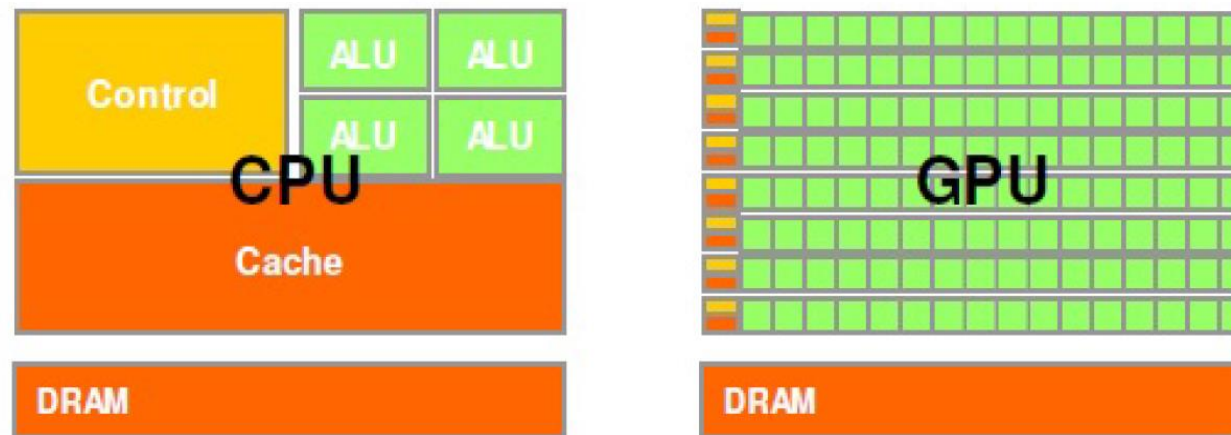 Control
ALU ALU
ALU ALU
CPU
Cache
DRAM
GPU
DRAM